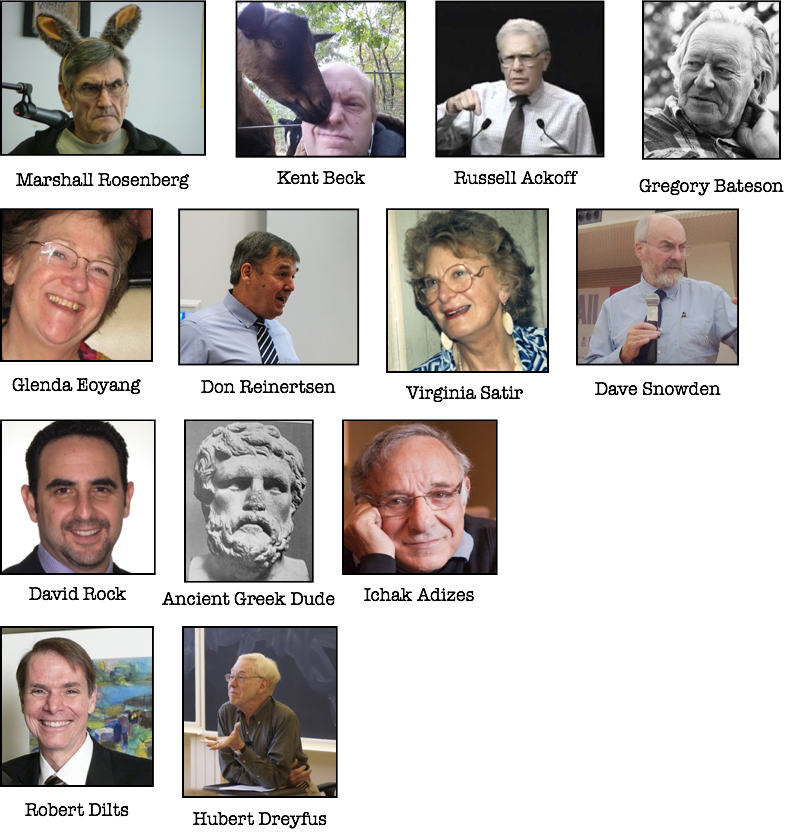 Marshall Rosenberg
Kent Beck
Russell Ackoff
Gregory Bateson
Glenda Eoyang
Don Reinertsen
Virginia Satir
Dave Snowden
David Rock
Ancient Greek Dude
Ichak Adizes
Robert Dilts
Hubert Dreyfus